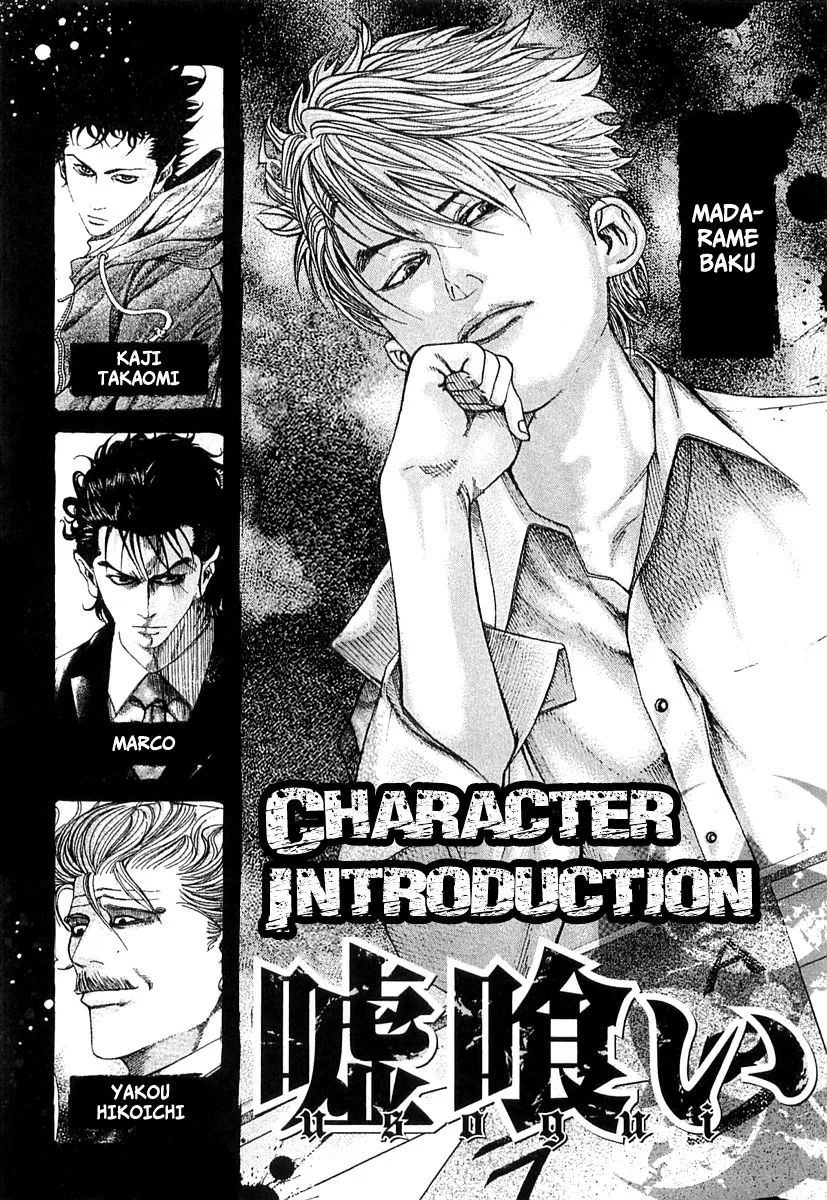 MADA-
RAME
BAKU
KAJI
TAKAOMI
MARCO
YAKOU
HIKOICHI
CHARACTER
INTRODUCTION
嘘喰い
usogui